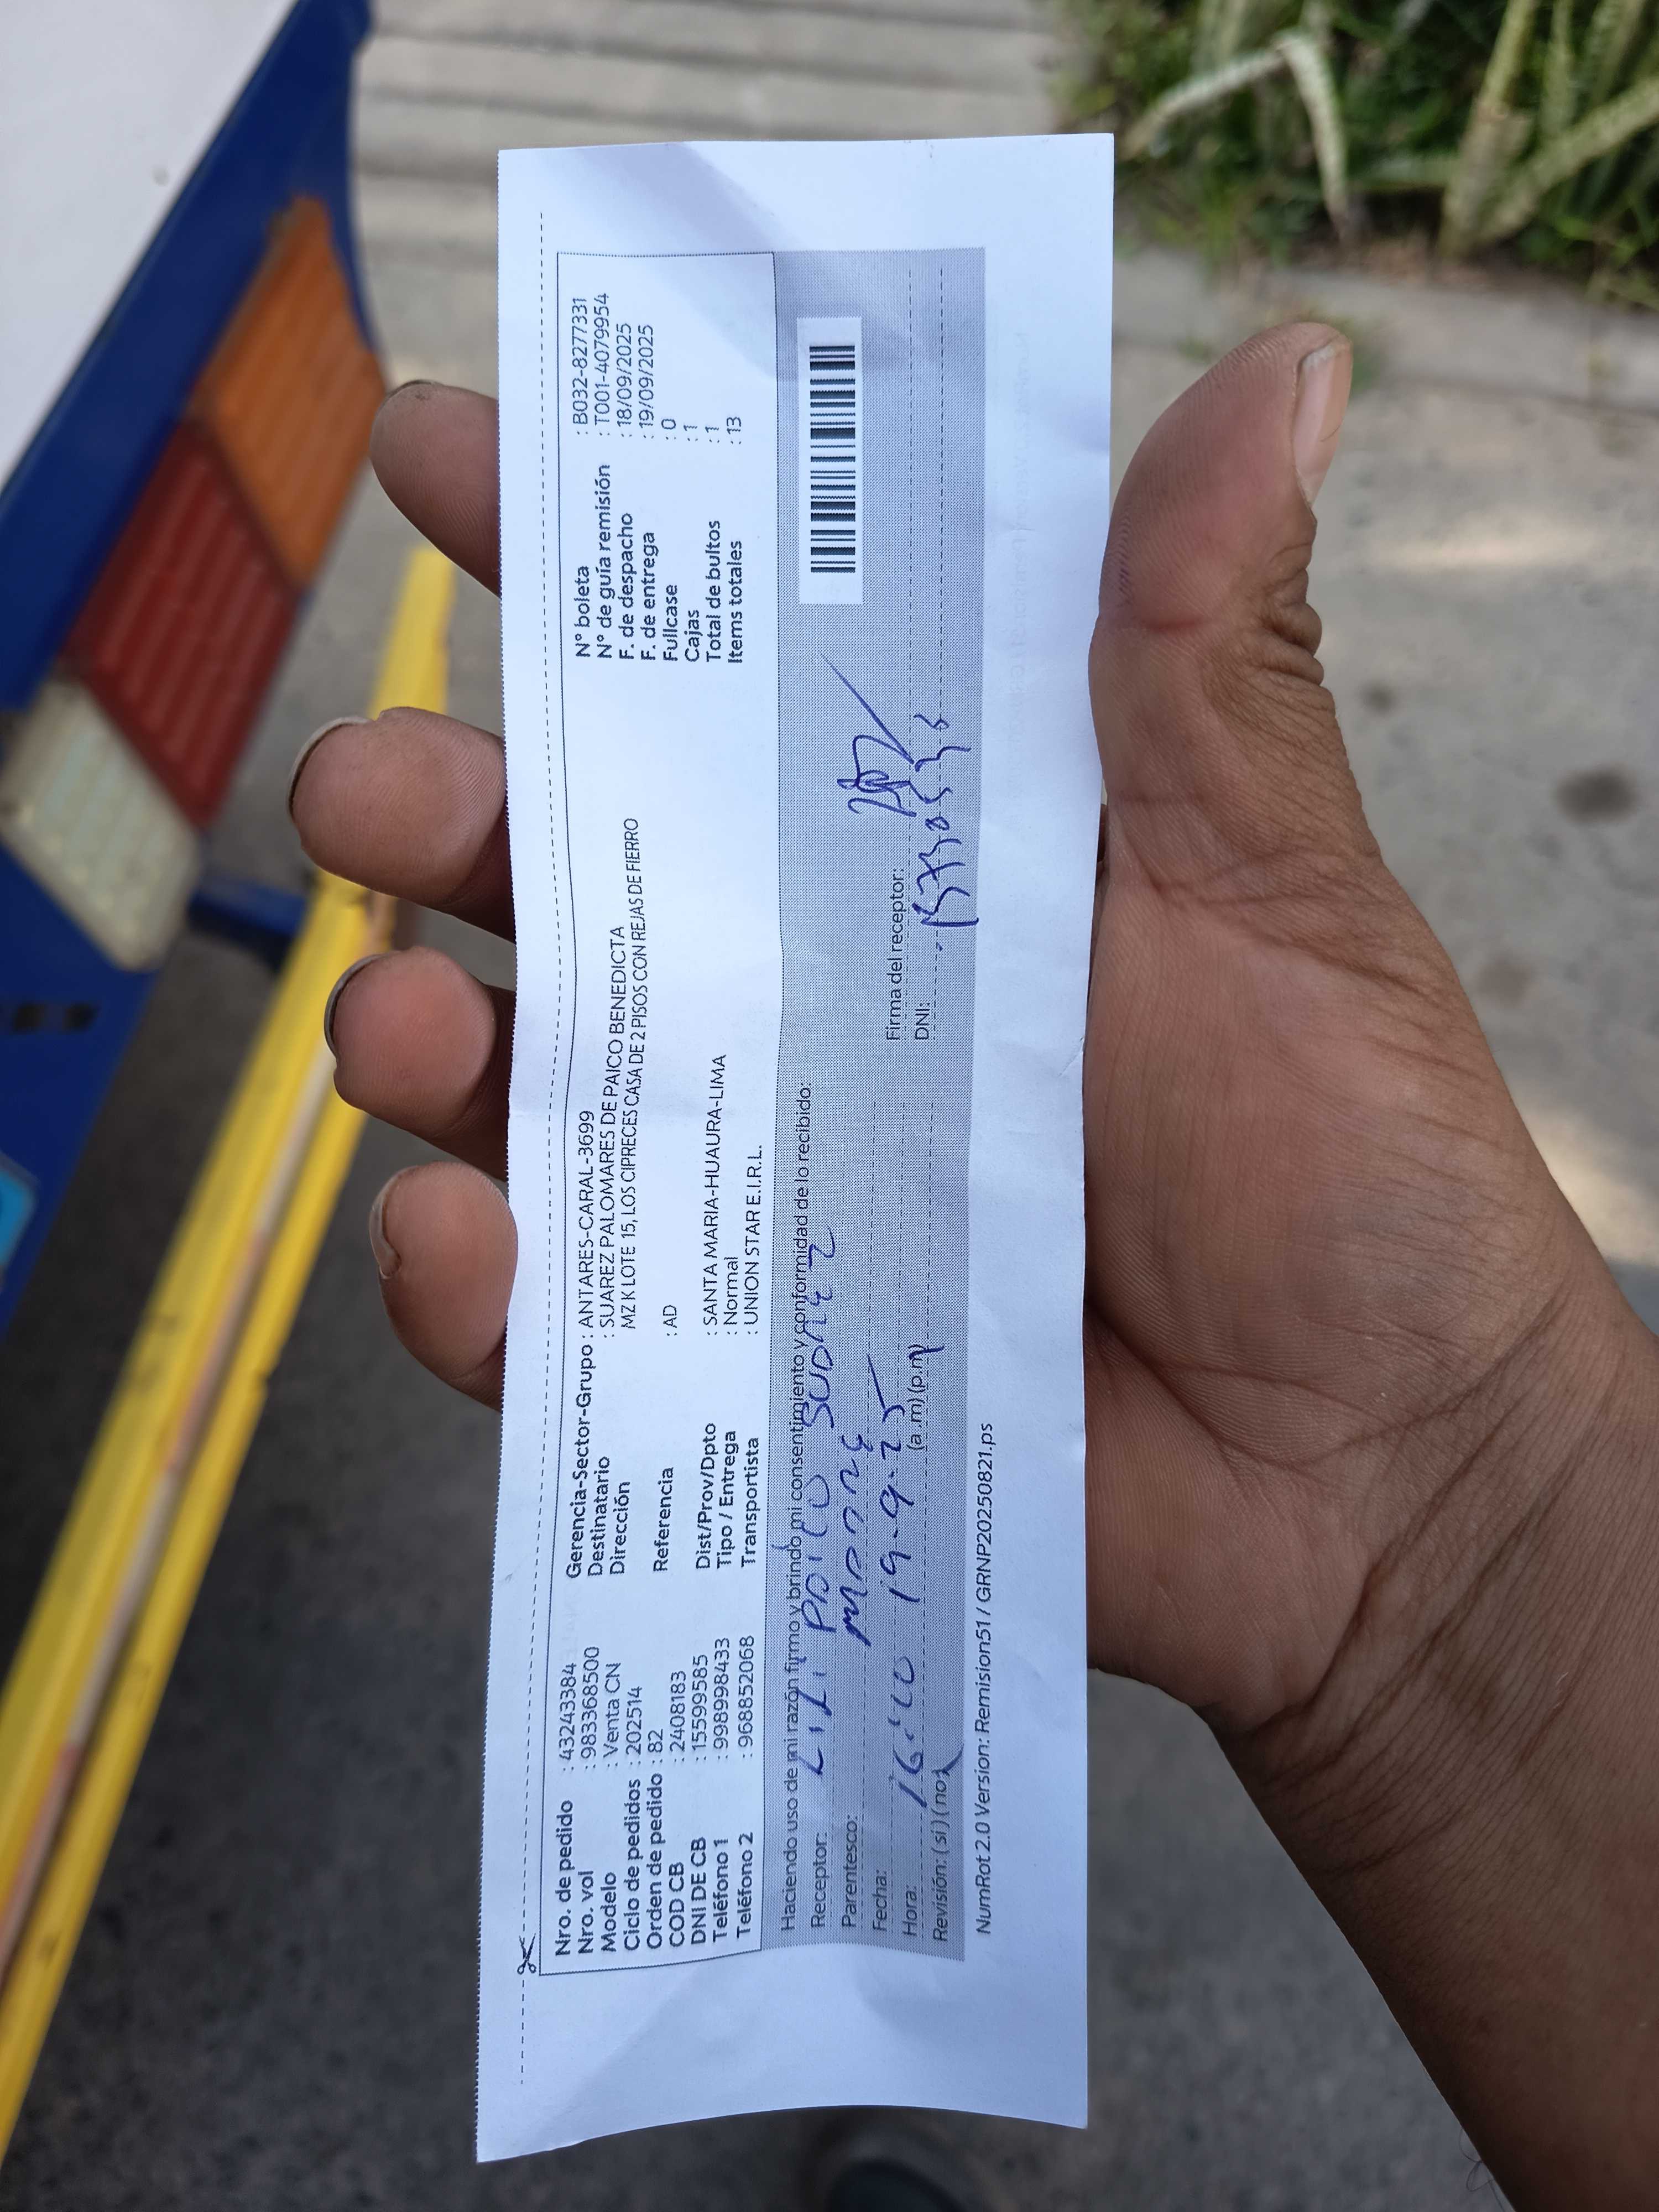 Nro. de pedido : 43243384
Nro. vol : 983368500
Modelo : Venta CN
Ciclo de pedidos : 202514
Orden de pedido : 82
COD CB : 2408183
DNI DE CB : 15599585
Teléfono 1 : 998998433
Teléfono 2 : 968852068
Gerencia-Sector-Grupo : ANTARES-CARAL-3699
Destinatario : SUAREZ PALOMARES DE PAICO BENEDICTA
Dirección MZ K LOTE 15, LOS CIPRECES CASA DE 2 PISOS CON REJAS DE FIERRO
Referencia : AD
Dist/Prov/Dpto : SANTA MARIA-HUAURA-LIMA
Tipo / Entrega : Normal
Transportista : UNION STAR E.I.R.L.
N° boleta : B032-8277331
N° de guía remisión : T001-4079954
F. de despacho : 18/09/2025
F. de entrega : 19/09/2025
Fullcase : 0
Cajas : 1
Total de bultos : 1
Items totales : 13
Haciendo uso de mi razón firmo y brindo mi consentimiento y conformidad de lo recibido:
Receptor: PAICO SUAREZ
Parentesco: MADRE
Fecha: 19-9-25
Hora: (a .m) (p.m)
Revisión: ( si ) ( no )
Firma del receptor:
DNI:
NumRot 2.0 Version: Remision51 / GRNP20250821.ps